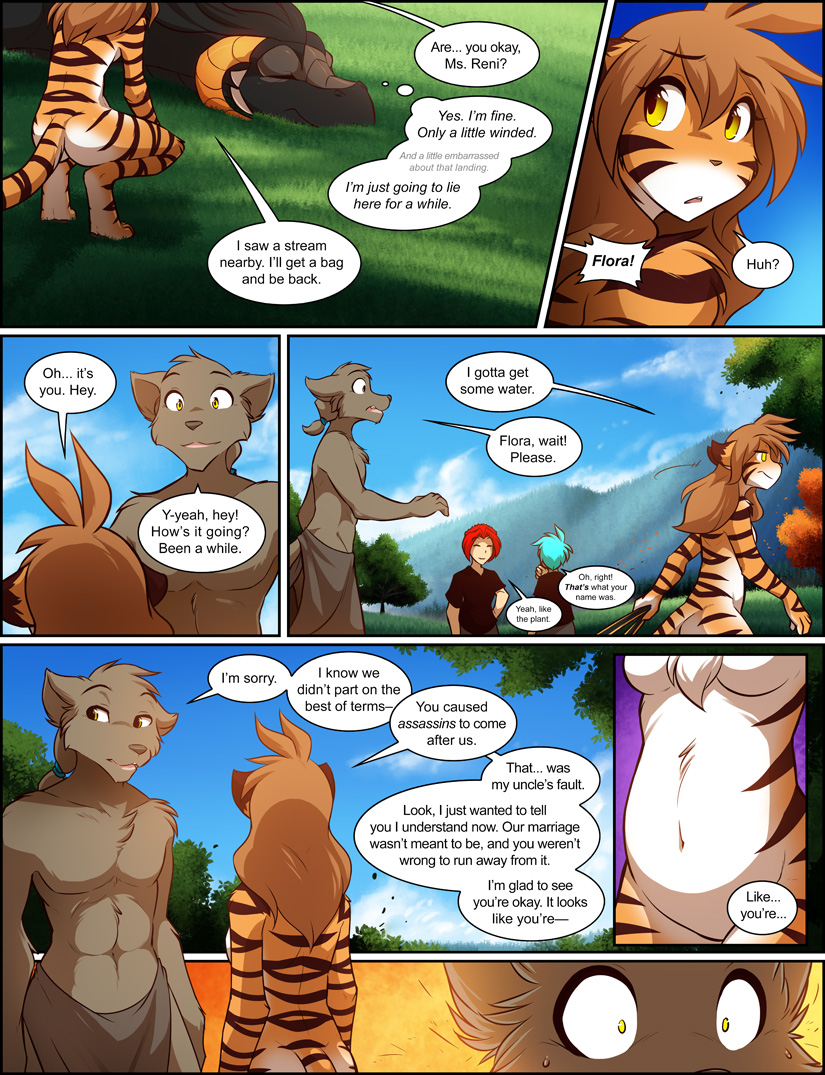 Are... you okay,
Ms. Reni?
Yes. I'm fine.
Only a little winded.
And a little embarrassed
about that landing.
I'm just going to lie
here for a while.
I saw a stream
nearby. I'll get a bag
and be back.
Flora!
Huh?
Oh... it's
you. Hey.
Y-yeah, hey!
How's it going?
Been a while.
I gotta get
some water.
Flora, wait!
Please.
Oh, right!
That's what your
name was.
Yeah, like
the plant.
I'm sorry.
I know we
didn't part on the
best of terms–
You caused
assassins to come
after us.
That... was
my uncle's fault.
Look, I just wanted to tell
you I understand now. Our marriage
wasn't meant to be, and you weren't
wrong to run away from it.
I'm glad to see
you're okay. It looks
like you're—
Like...
you're...